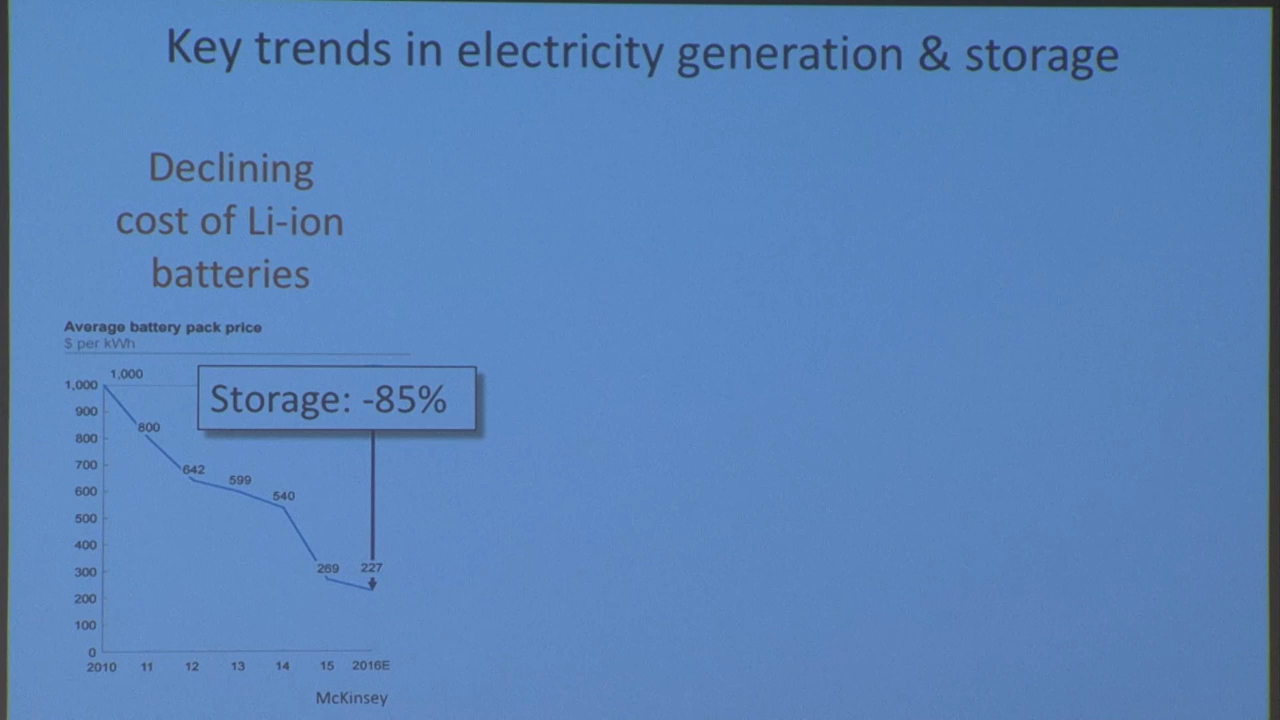 Key trends in electricity generation & storage
Declining
cost of Li-ion
batteries
Average battery pack price
$ per kWh
1,000
1,000
Storage: -85%
900
800
800
700
642
599
600
540
500
400
300
269
227
200
100
0
2010 11 12 13 14 15 2016E
McKinsey